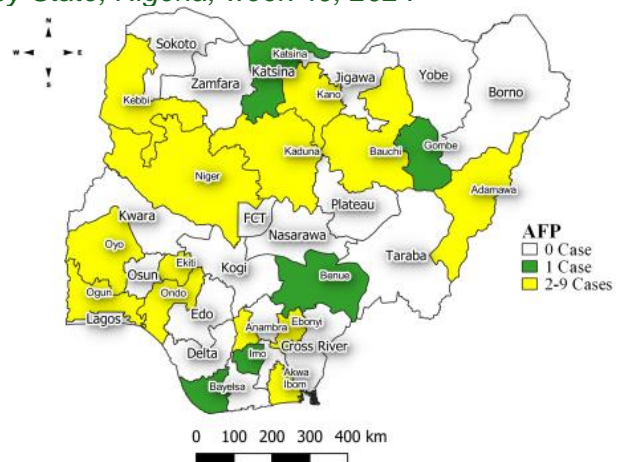 by State, Nigeria, week 40, 2024
N
W
E
S
Sokoto
Katsina
Katsina
Zamfara
Jigawa
Yobe
Borno
Kebbi
Kano
Gombe
Kaduna
Bauchi
Niger
Adamawa
Plateau
Kwara
FCT
Nasarawa
Taraba
Oyo
Ekiti
Kogi
Osun
Benue
Ogun
Ondo
Lagos
Edo
Anambra
Ebonyi
Delta
Imo
Cross River
Bayelsa
Akwa
Ibom
AFP
0 Case
1 Case
2-9 Cases
0 100 200 300 400 km